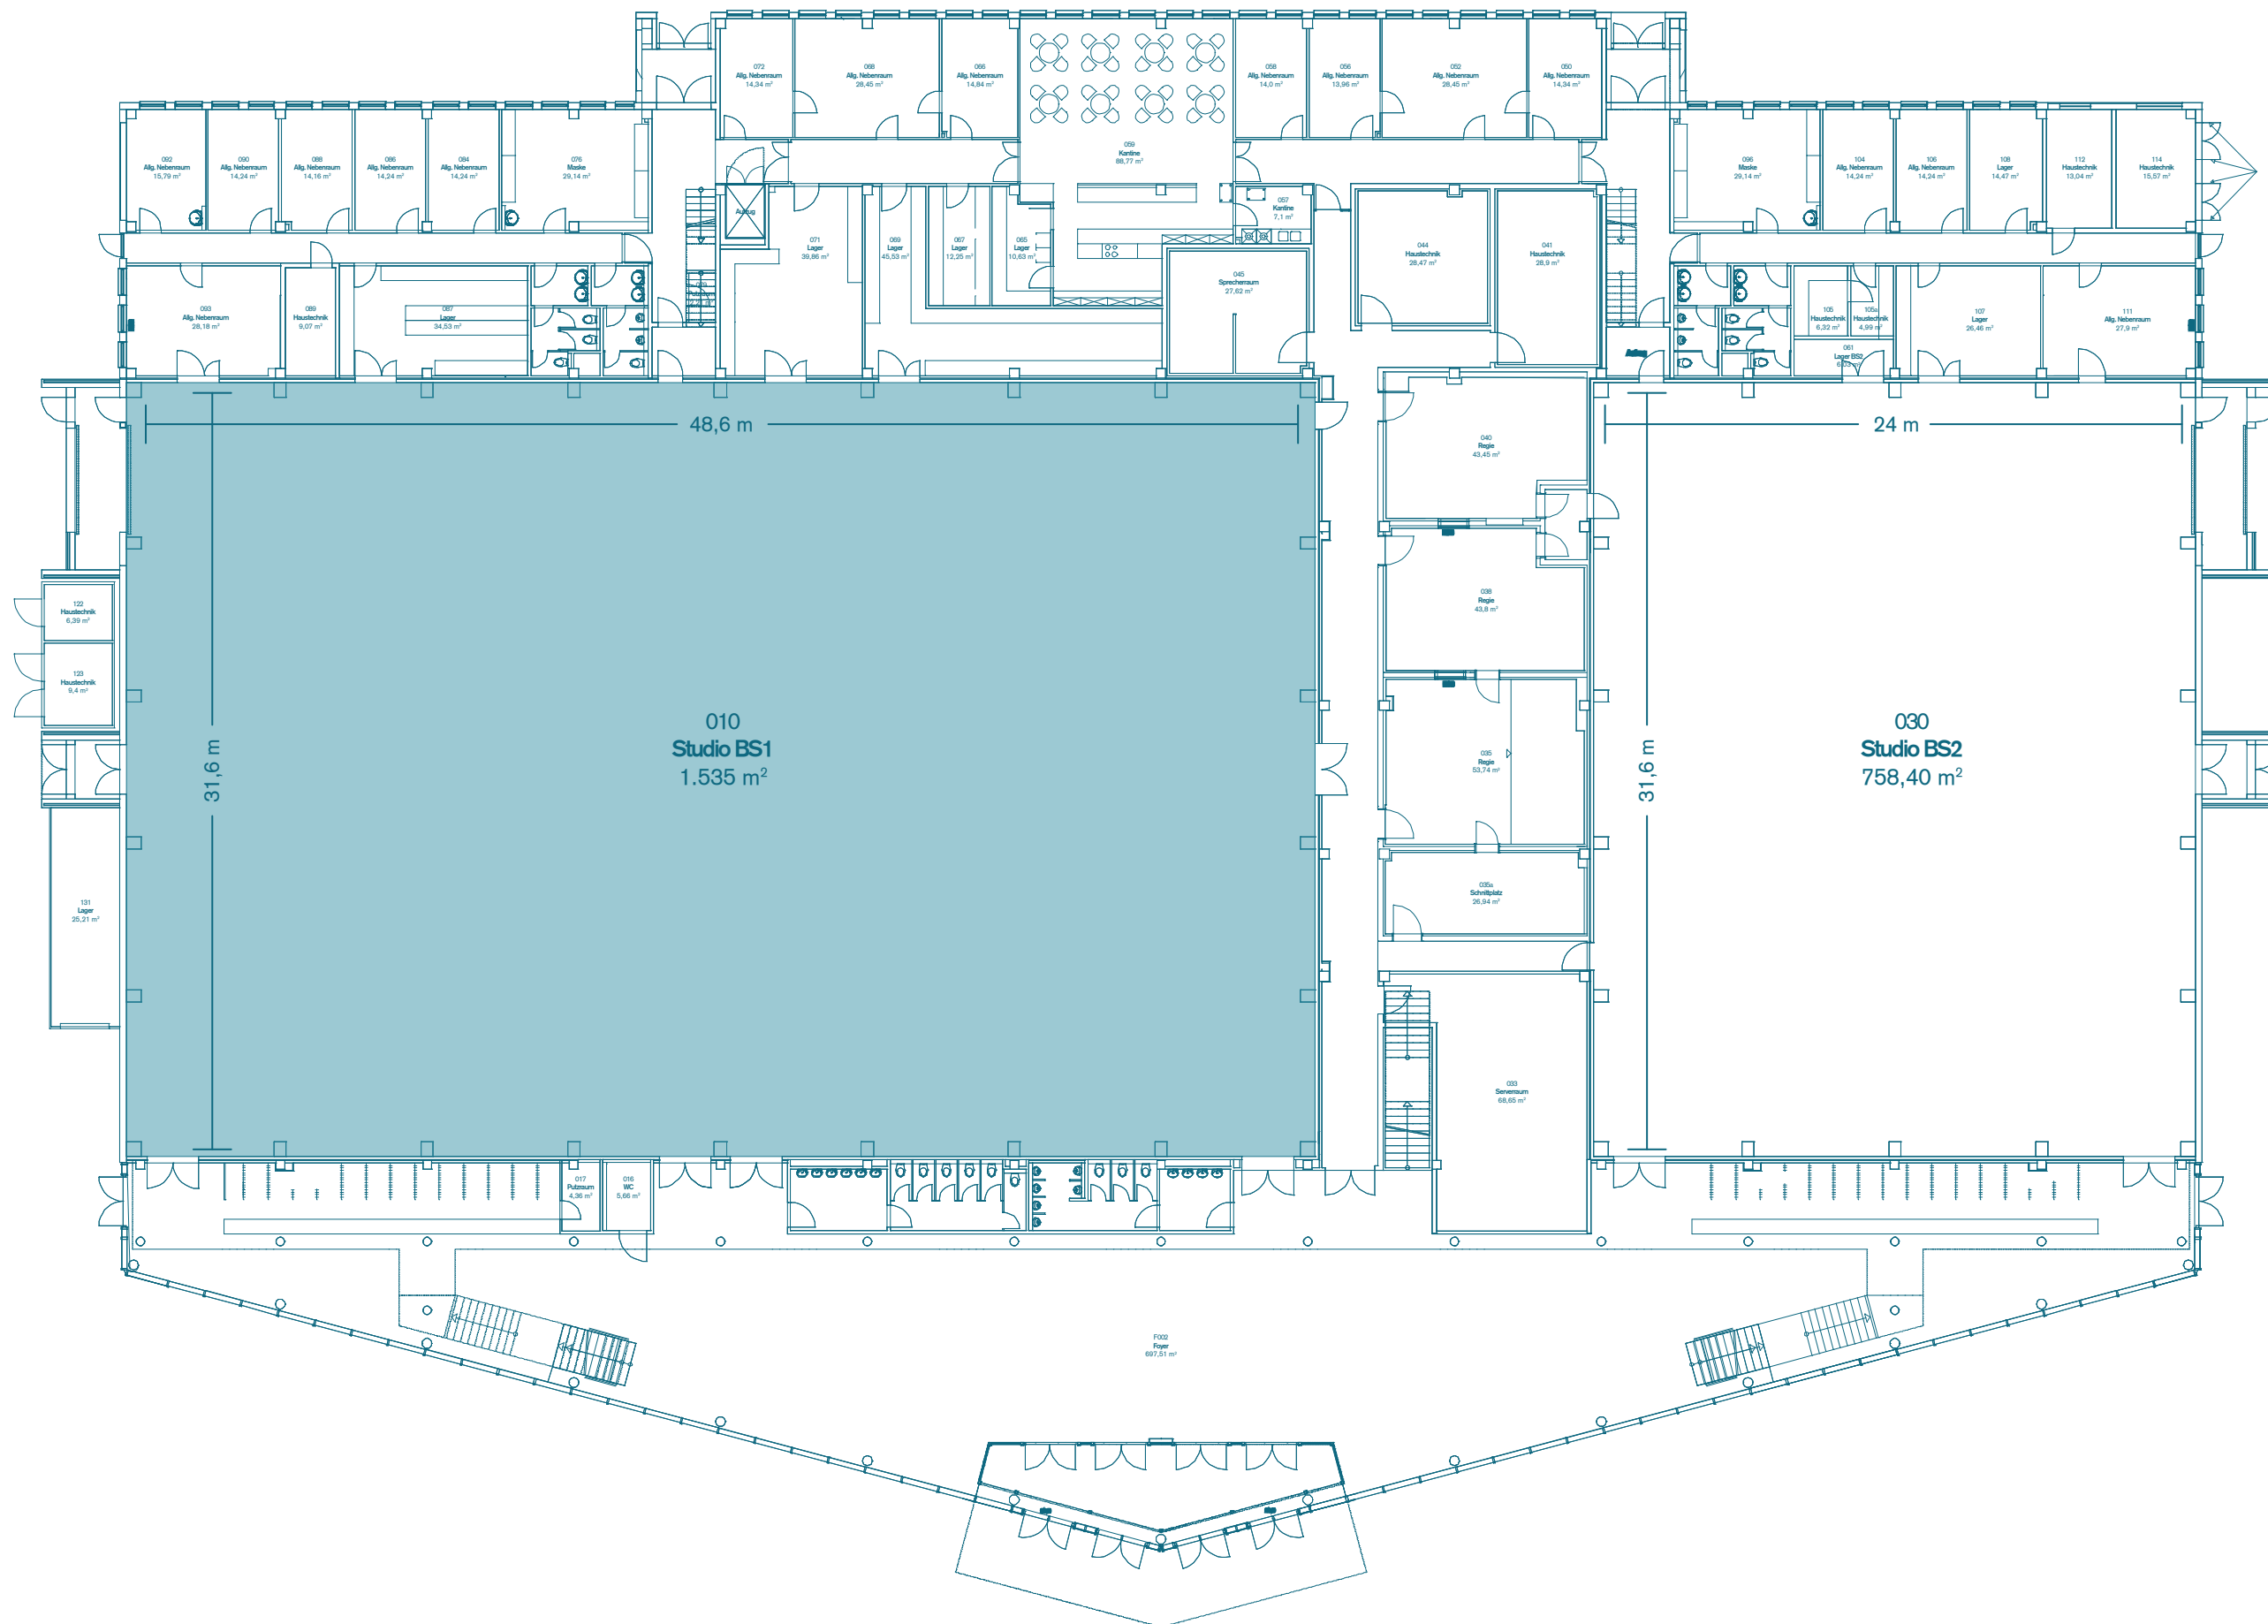 072
Allg. Nebenraum
14,34 m²
068
Allg. Nebenraum
28,45 m²
066
Allg. Nebenraum
14,84 m²
058
Allg. Nebenraum
14,0 m²
056
Allg. Nebenraum
13,96 m²
052
Allg. Nebenraum
28,45 m²
050
Allg. Nebenraum
14,34 m²
059
Kantine
88,77 m²
092
Allg. Nebenraum
15,79 m²
090
Allg. Nebenraum
14,24 m²
088
Allg. Nebenraum
14,16 m²
086
Allg. Nebenraum
14,24 m²
084
Allg. Nebenraum
14,24 m²
076
Maske
29,14 m²
096
Maske
29,14 m²
104
Allg. Nebenraum
14,24 m²
106
Allg. Nebenraum
14,24 m²
108
Lager
14,47 m²
112
Haustechnik
13,04 m²
114
Haustechnik
15,57 m²
Aufzug
057
Kantine
7,1 m²
071
Lager
39,86 m²
069
Lager
45,53 m²
067
Lager
12,25 m²
065
Lager
10,63 m²
045
Sprecherraum
27,62 m²
044
Haustechnik
28,47 m²
041
Haustechnik
28,9 m²
093
Allg. Nebenraum
28,18 m²
089
Haustechnik
9,07 m²
087
Lager
34,53 m²
Putzraum
105
Haustechnik
6,32 m²
105a
Haustechnik
4,99 m²
107
Lager
26,46 m²
111
Allg. Nebenraum
27,9 m²
Aufzug
061
Lager BS2
48,6 m
24 m
040
Regie
43,45 m²
038
Regie
43,8 m²
122
Haustechnik
6,39 m²
123
Haustechnik
9,4 m²
31,6 m
010
Studio BS1
1.535 m²
035
Regie
53,74 m²
31,6 m
030
Studio BS2
758,40 m²
035a
Schnittplatz
26,94 m²
131
Lager
25,21 m²
033
Serverraum
68,65 m²
017
Putzraum
4,36 m²
016
WC
5,66 m²
F002
Foyer
697,51 m²